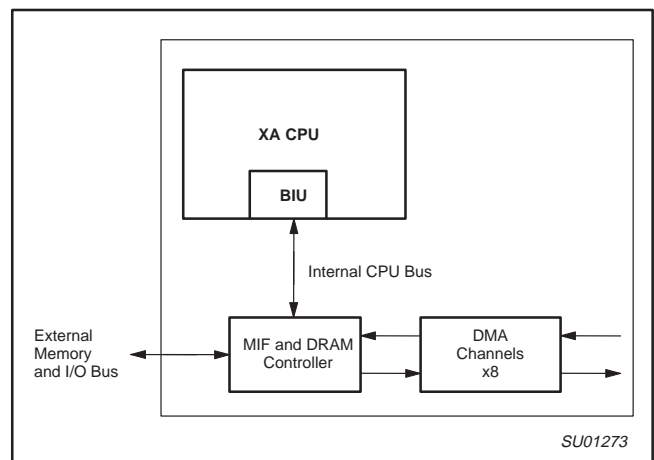 XA CPU
BIU
Internal CPU Bus
External
Memory
and I/O Bus
MIF and DRAM
Controller
DMA
Channels
x8
SU01273